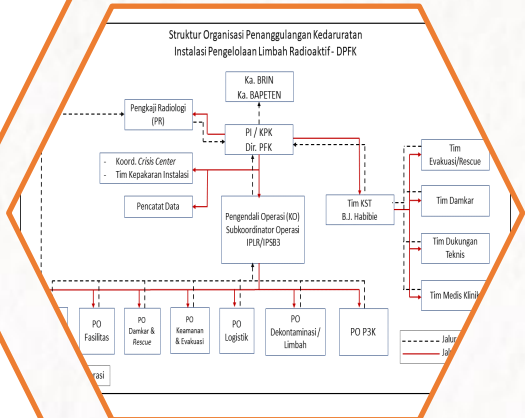 Struktur Organisasi Penanggulangan Kedaruratan
Instalasi Pengelolaan Limbah Radioaktif - DPFK
Ka. BRIN
Ka. BAPETEN
Pengkaji Radiologi
(PR)
PI / KPK
Dir. PFK
- Koord. Crisis Center
- Tim Kepakaran Instalasi
Pencatat Data
Pengendali Operasi (KO)
Subkoordinator Operasi
IPLR/IPSB3
Tim KST
B.J. Habibie
Tim
Evakuasi/Rescue
Tim Damkar
Tim Dukungan
Teknis
Tim Medis Klinik
PO
Fasilitas
PO
Damkar &
Rescue
PO
Keamanan
& Evakuasi
PO
Logistik
PO
Dekontaminasi /
Limbah
PO P3K
Jalur